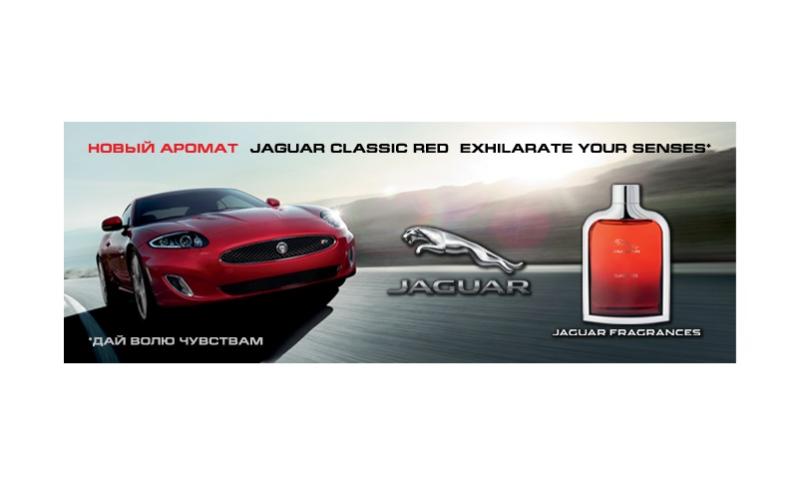 НОВЫЙ АРОМАТ JAGUAR CLASSIC RED EXHILARATE YOUR SENSES*
JAGUAR
JAGUAR FRAGRANCES
*ДАЙ ВОЛЮ ЧУВСТВАМ